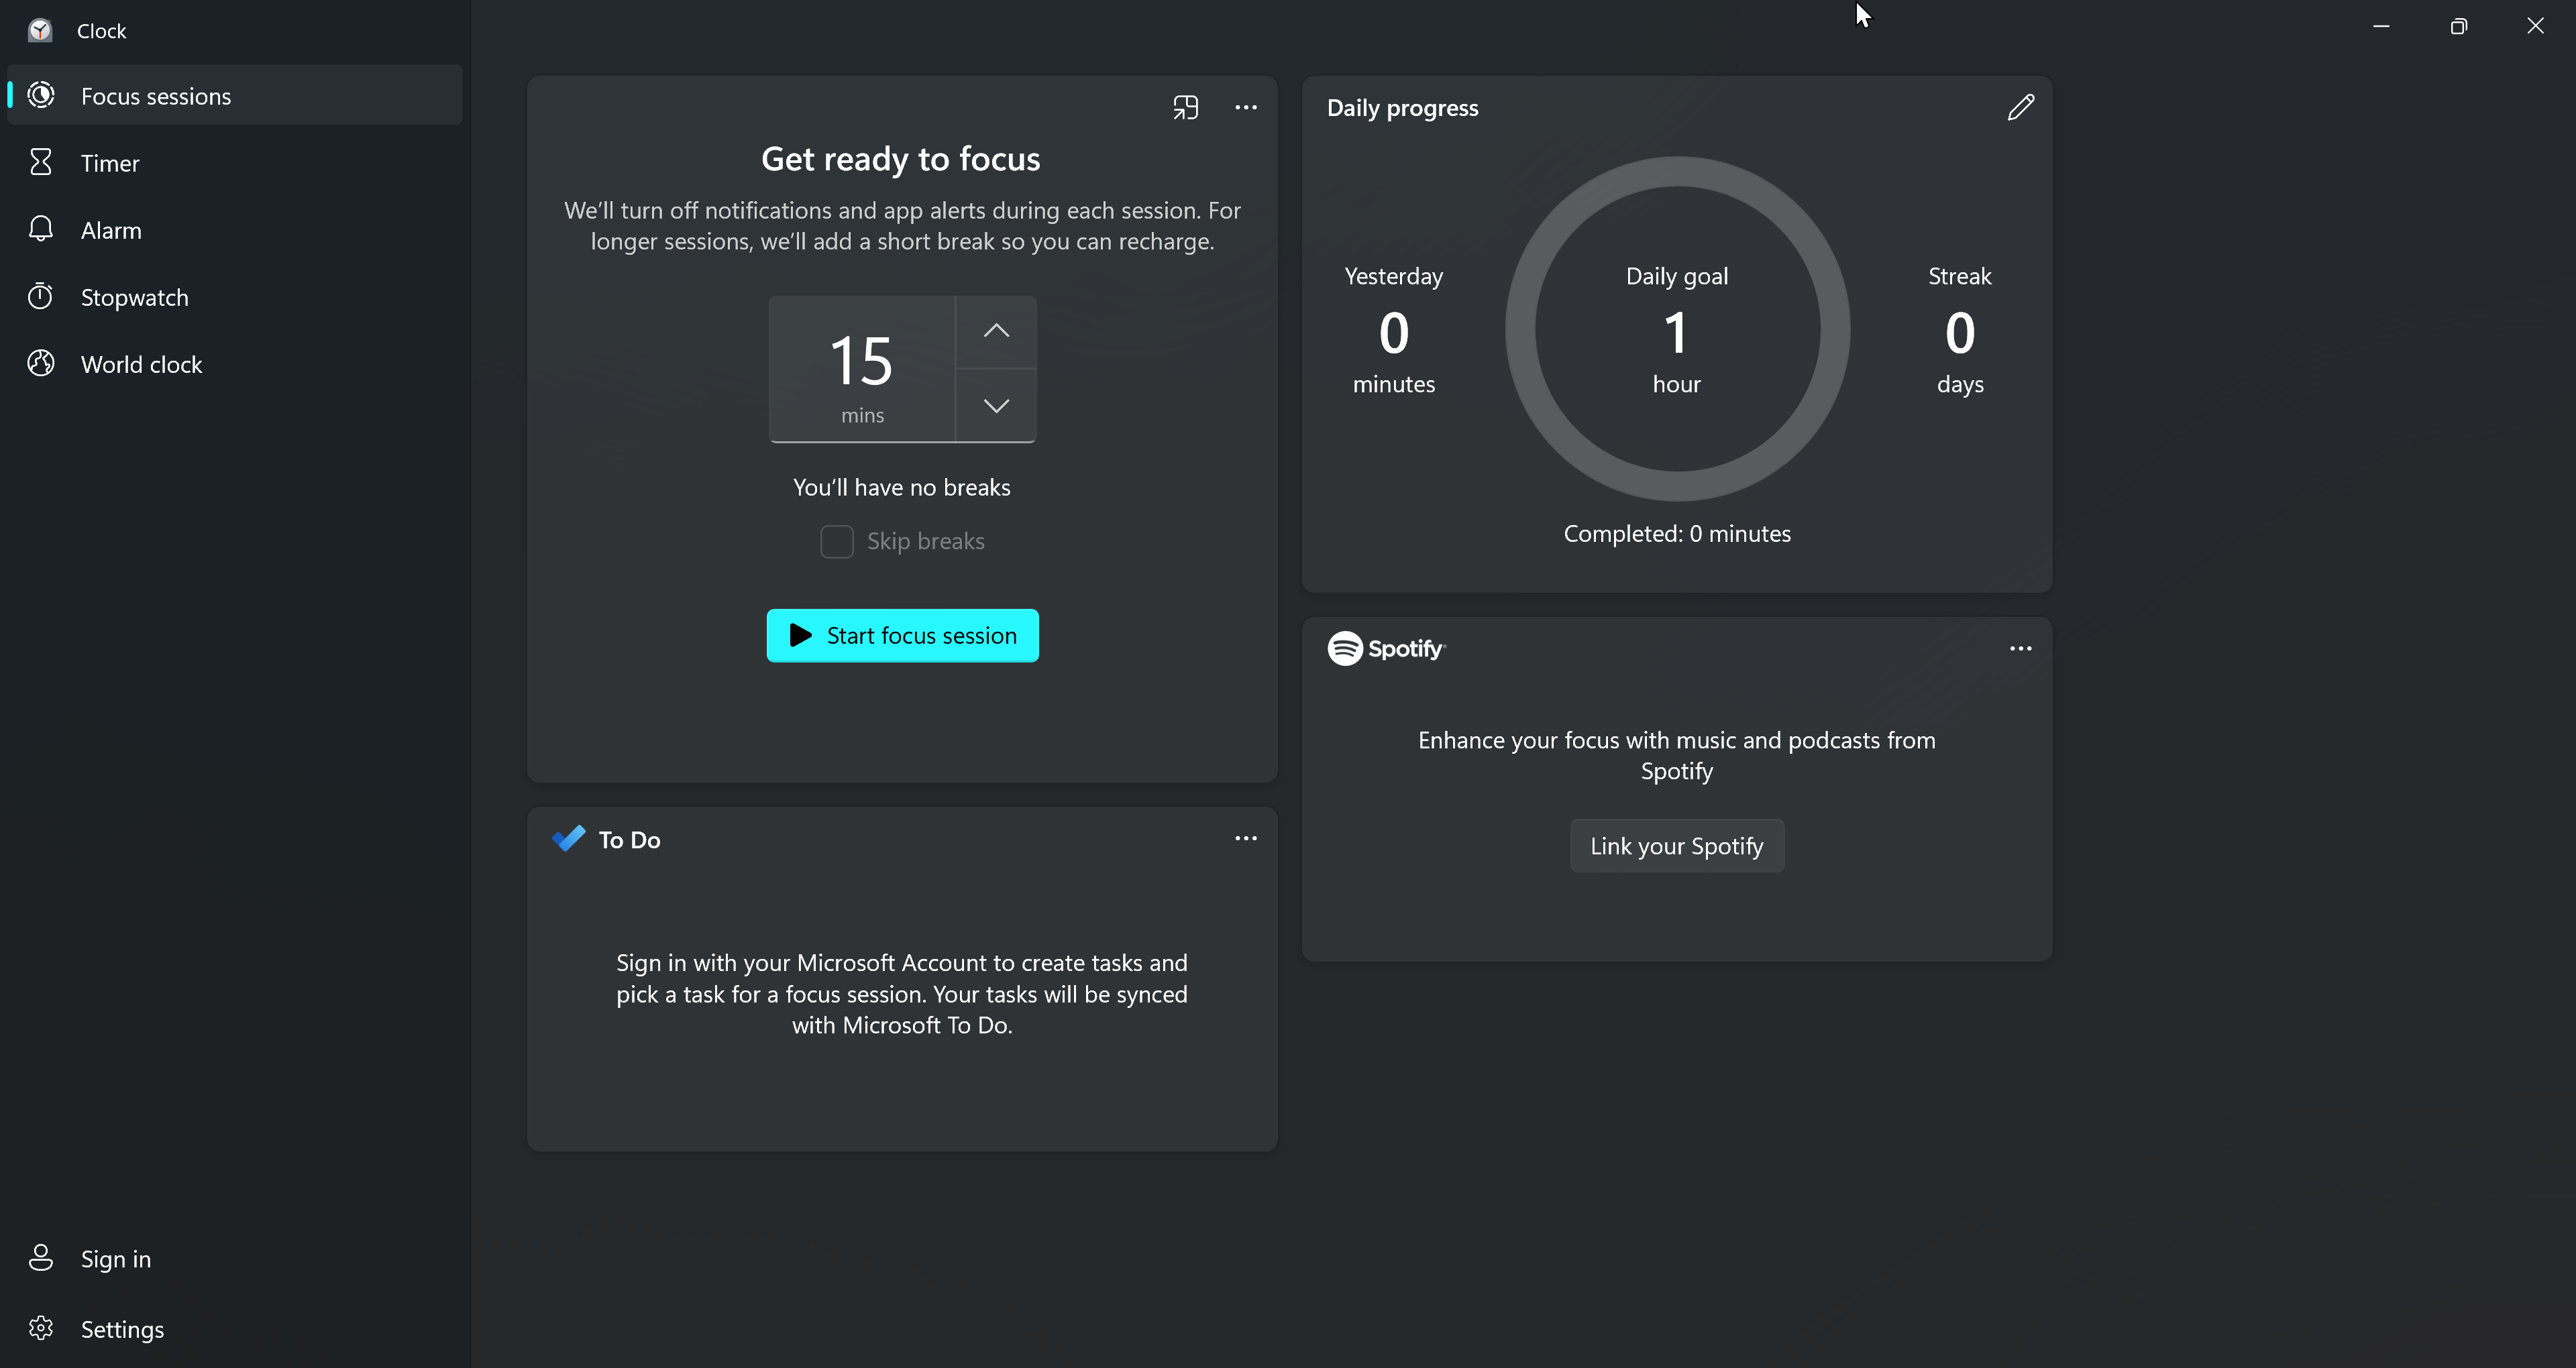 Clock
Focus sessions
Timer
Alarm
Stopwatch
World clock
Sign in
Settings
Get ready to focus
We'll turn off notifications and app alerts during each session. For
longer sessions, we'll add a short break so you can recharge.
15
mins
You'll have no breaks
Skip breaks
Start focus session
To Do
Sign in with your Microsoft Account to create tasks and
pick a task for a focus session. Your tasks will be synced
with Microsoft To Do.
Daily progress
Yesterday
0
minutes
Daily goal
1
hour
Streak
0
days
Completed: 0 minutes
Spotify
Enhance your focus with music and podcasts from
Spotify
Link your Spotify